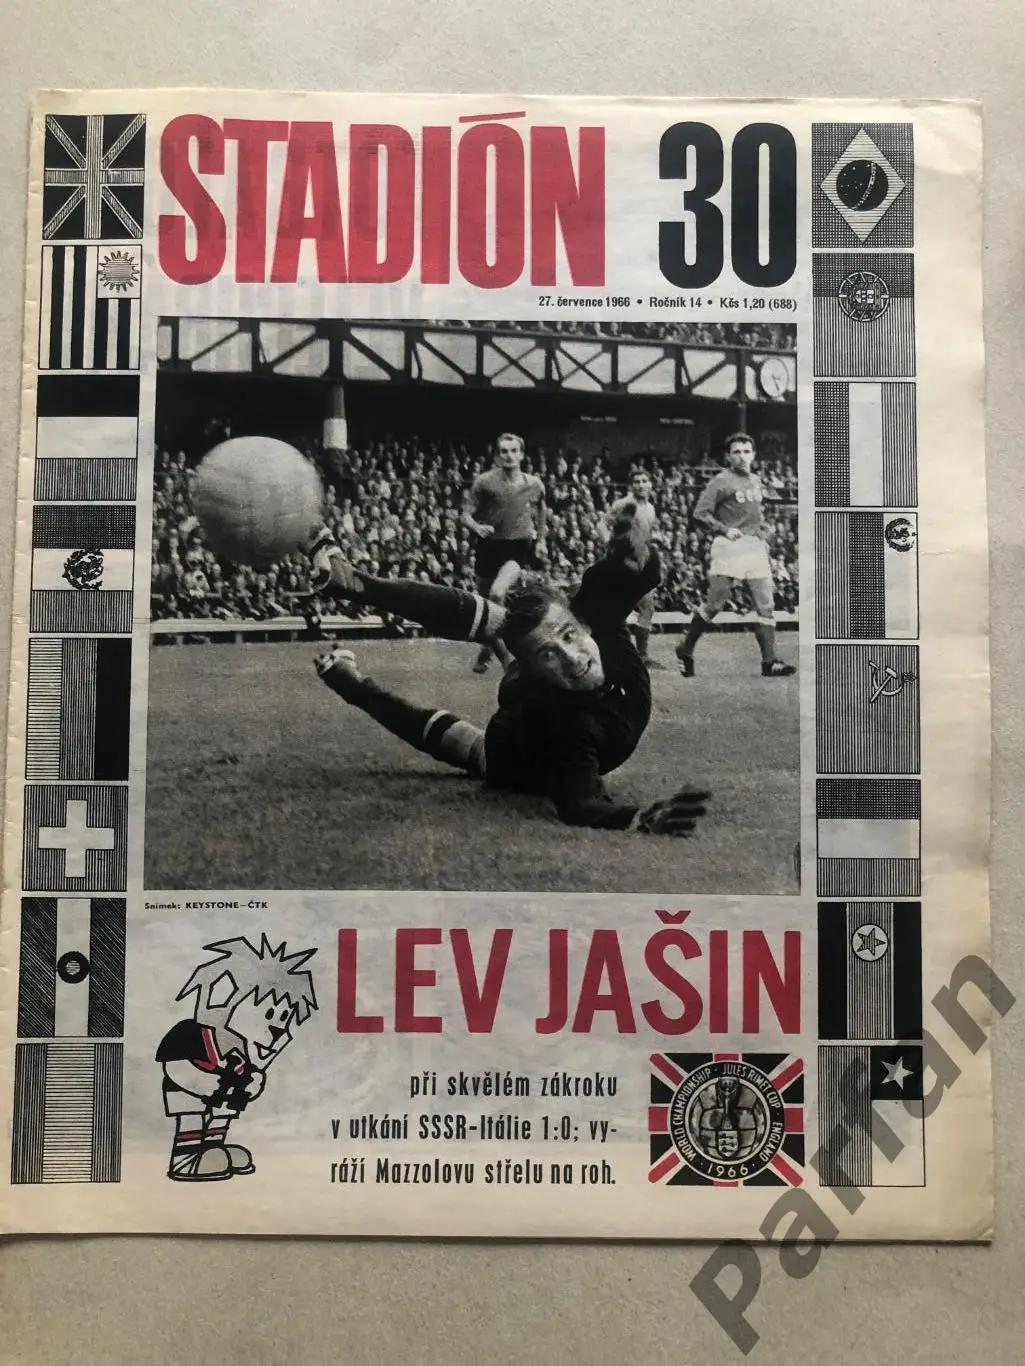 STADIÓN 30
27. července 1966 • Ročník 14 • Kčs 1,20 (688)
Snímek: KEYSTONE–ČTK
LEV JAŠIN
při skvělém zákroku
v utkání SSSR-Itálie 1:0; vy-
ráží Mazzolovu střelu na roh.
WORLD CHAMPIONSHIP · JULES RIMET CUP · ENGLAND
· 1966 ·
Parfan